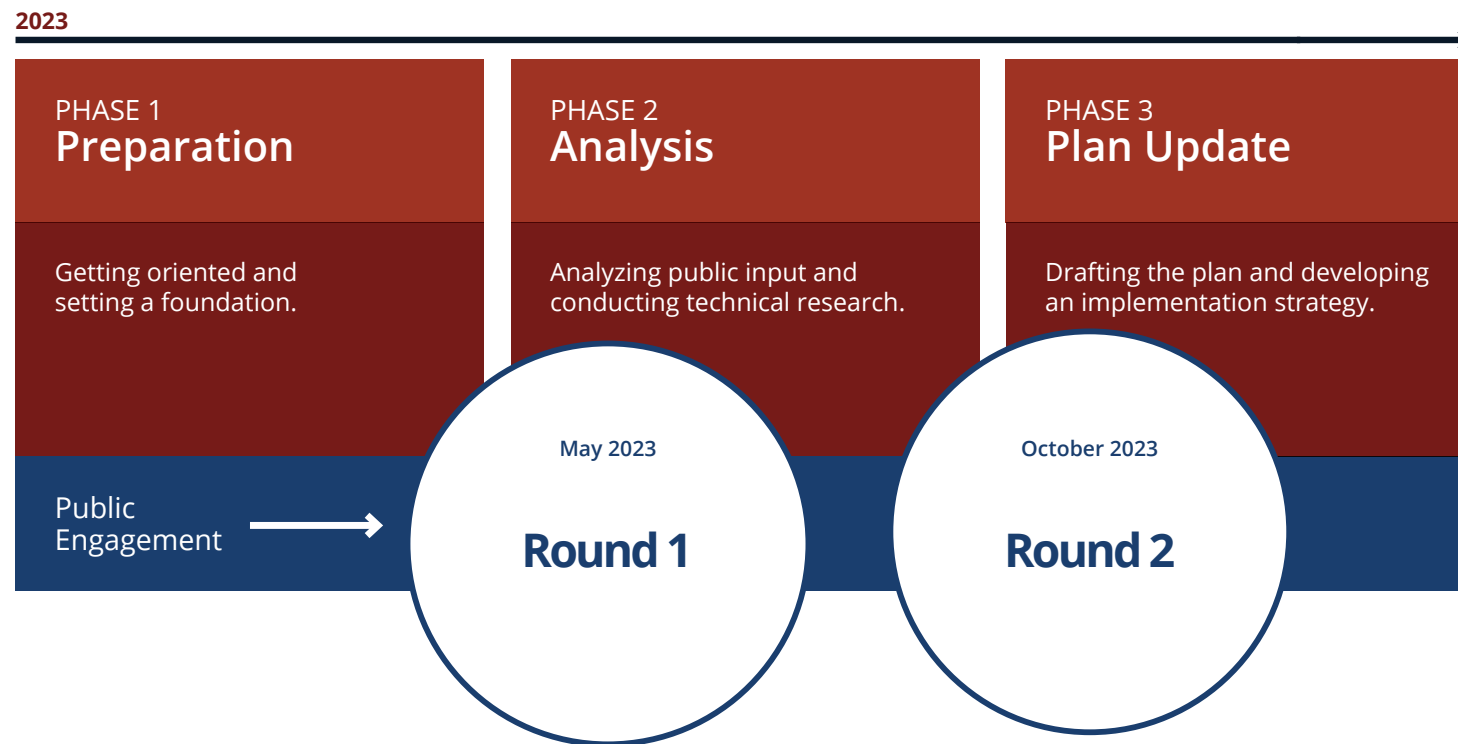 2023
PHASE 1
Preparation
Getting oriented and
setting a foundation.
PHASE 2
Analysis
Analyzing public input and
conducting technical research.
PHASE 3
Plan Update
Drafting the plan and developing
an implementation strategy.
Public
Engagement
May 2023
Round 1
October 2023
Round 2